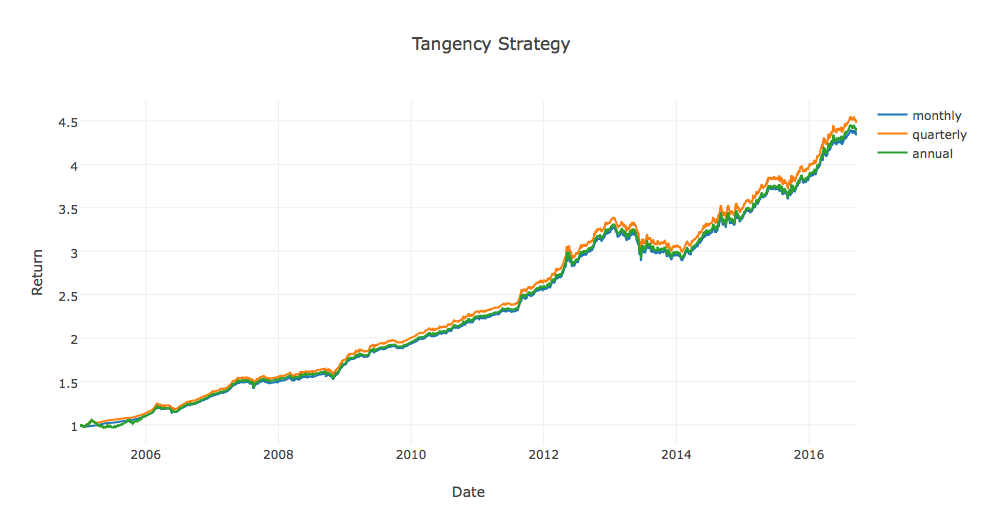 Tangency Strategy
monthly
quarterly
annual
4.5
4
3.5
3
2.5
2
1.5
1
Return
2006 2008 2010 2012 2014 2016
Date